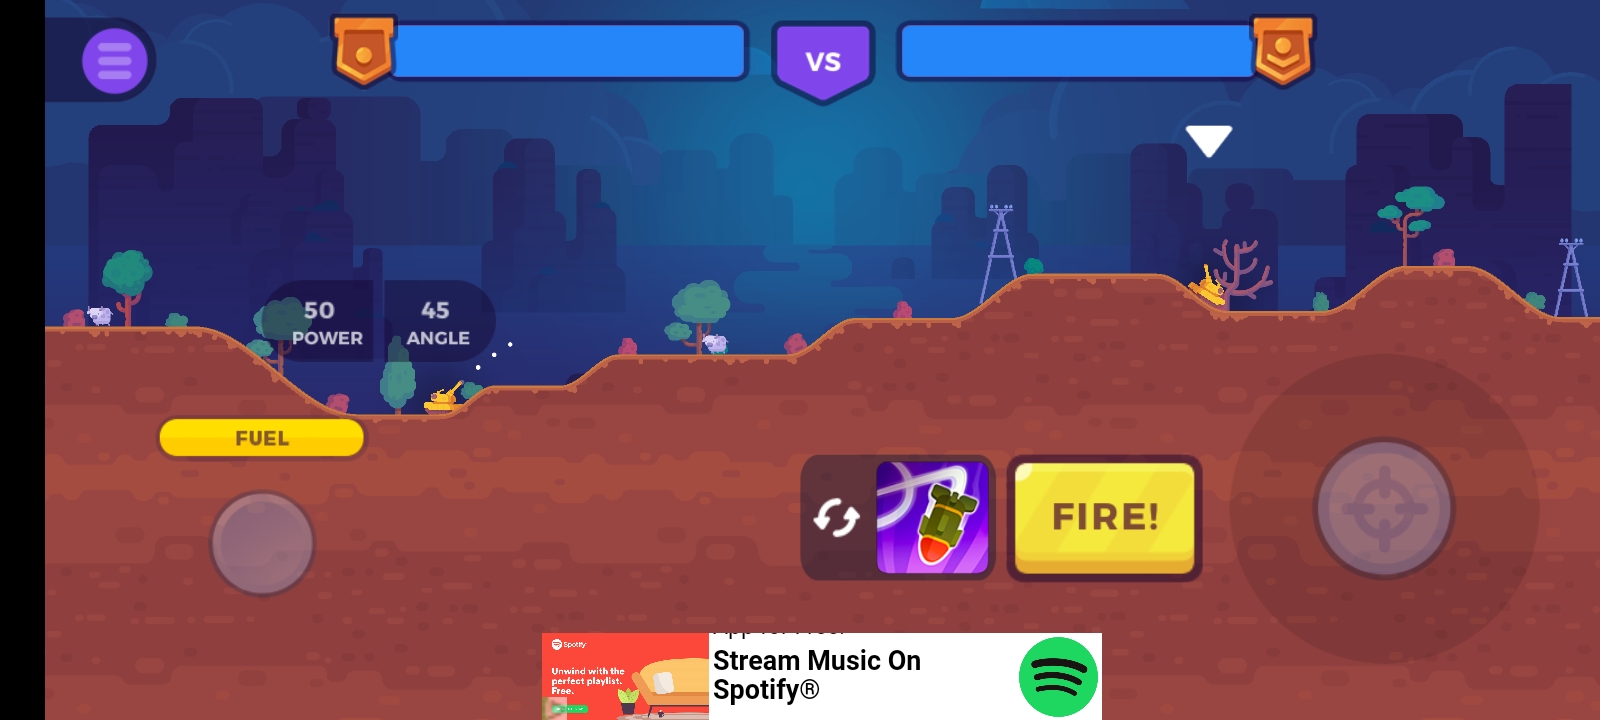 VS
50
POWER
45
ANGLE
FUEL
FIRE!
Spotify
Unwind with the
perfect playlist.
Free.
Stream Music On
Spotify®